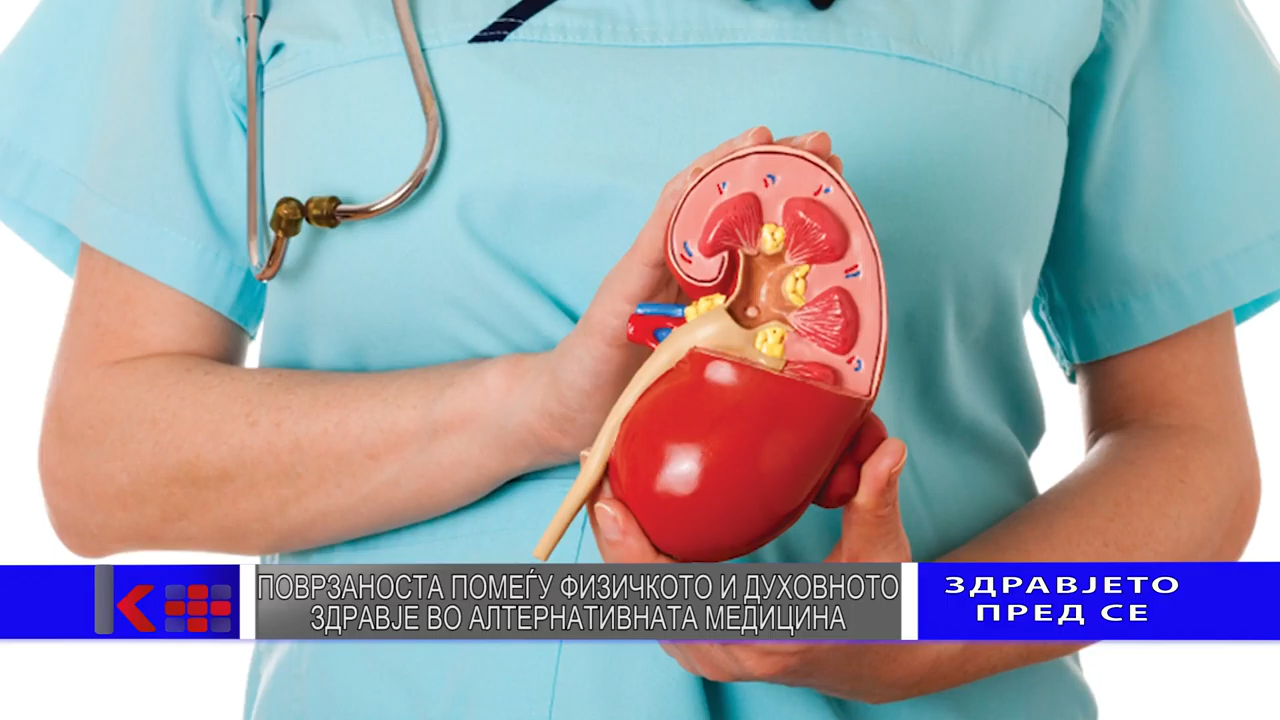 ПОВРЗАНОСТА ПОМЕЃУ ФИЗИЧКОТО И ДУХОВНОТО
ЗДРАВЈЕ ВО АЛТЕРНАТИВНАТА МЕДИЦИНА
ЗДРАВЈЕТО
ПРЕД СЕ